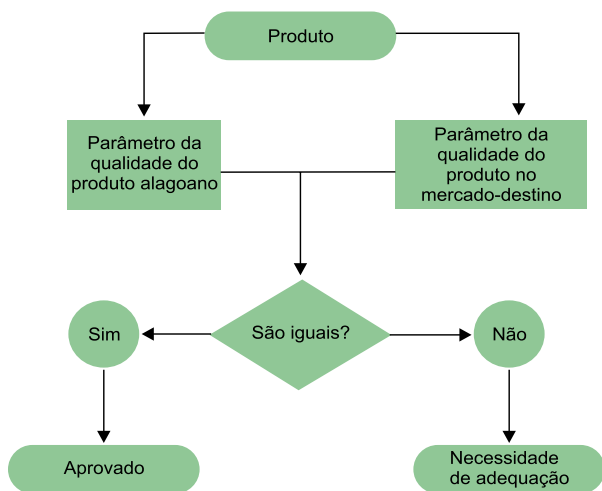 Produto
Parâmetro da
qualidade do
produto alagoano
Parâmetro da
qualidade do
produto no
mercado-destino
São iguais?
Sim
Não
Aprovado
Necessidade
de adequação